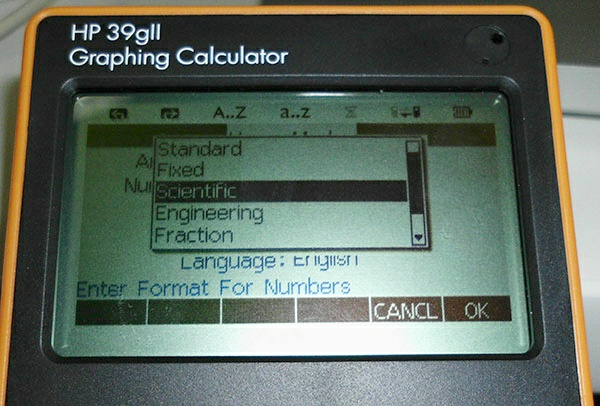 HP 39gII
Graphing Calculator
A..Z a..z
Standard
Fixed
Scientific
Engineering
Fraction
Language: English
Enter Format For Numbers
CANCL OK